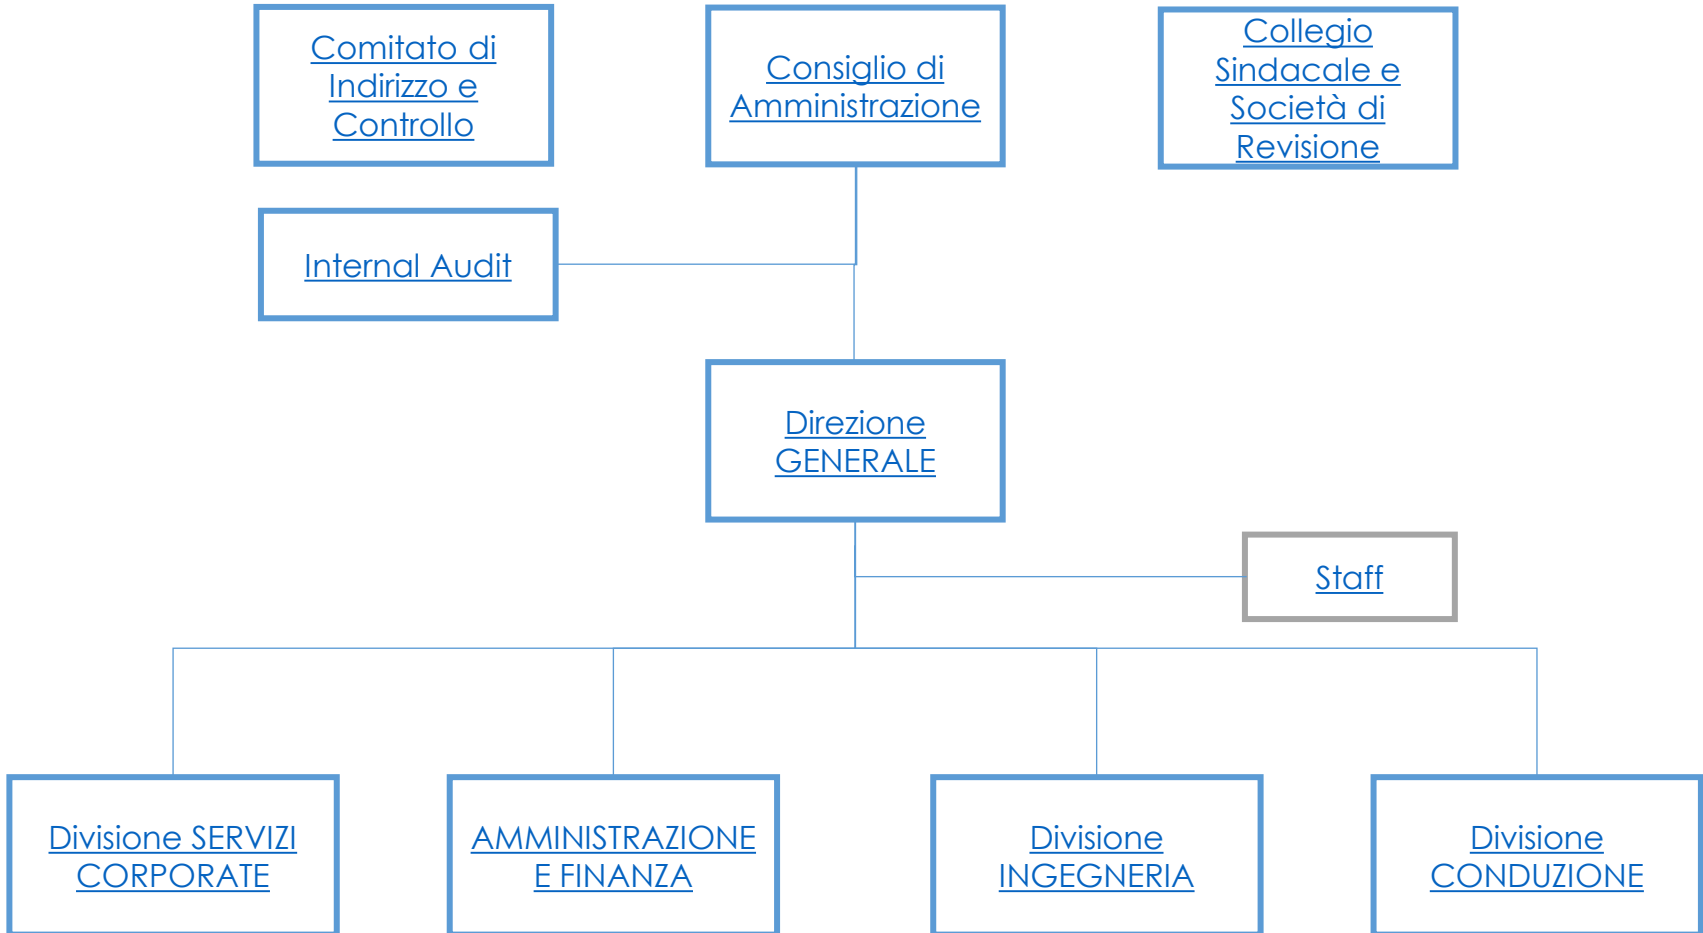 Comitato di
Indirizzo e
Controllo
Consiglio di
Amministrazione
Collegio
Sindacale e
Società di
Revisione
Internal Audit
Direzione
GENERALE
Staff
Divisione SERVIZI
CORPORATE
AMMINISTRAZIONE
E FINANZA
Divisione
INGEGNERIA
Divisione
CONDUZIONE